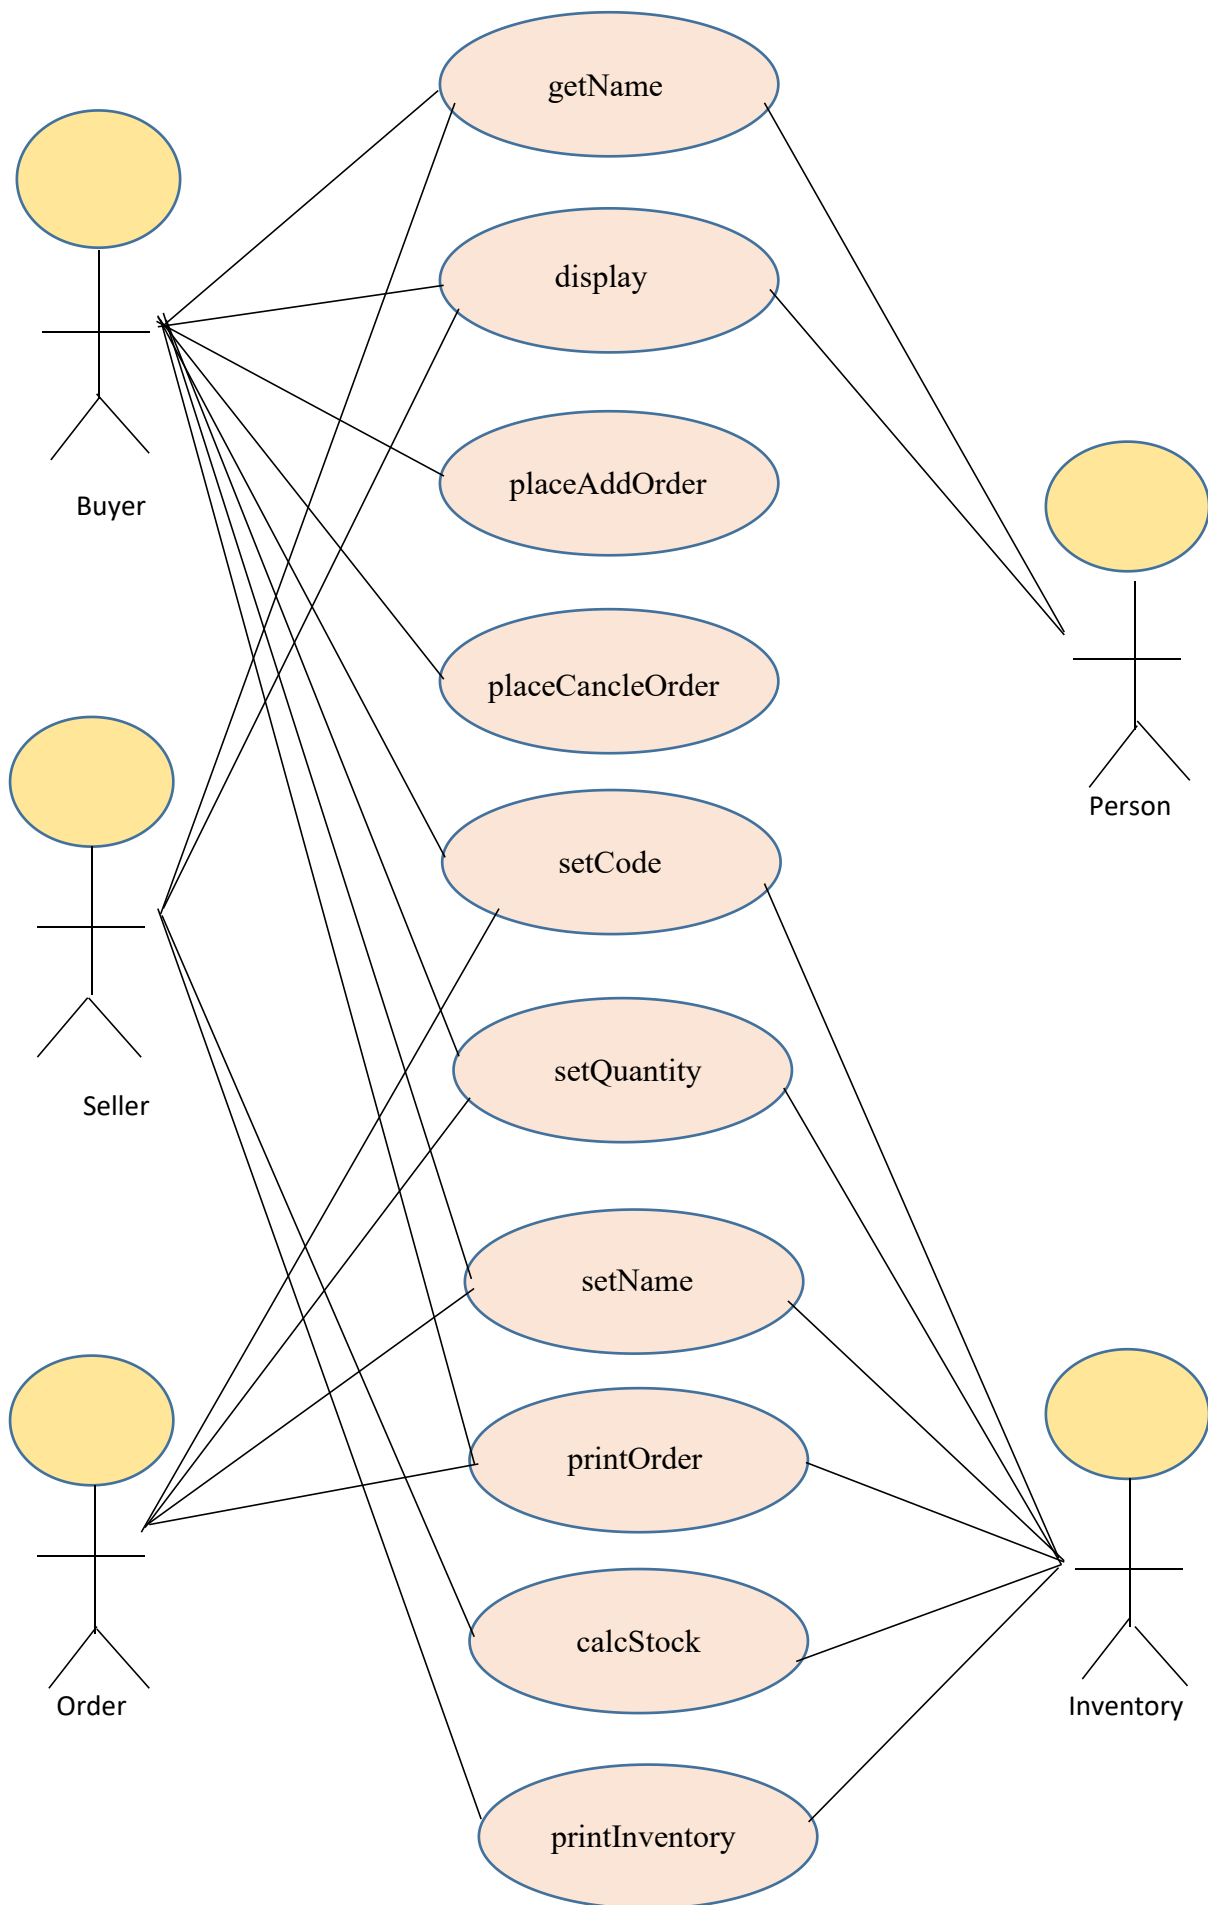 getName
display
placeAddOrder
Buyer
placeCancleOrder
Person
setCode
setQuantity
Seller
setName
printOrder
calcStock
Order
Inventory
printInventory